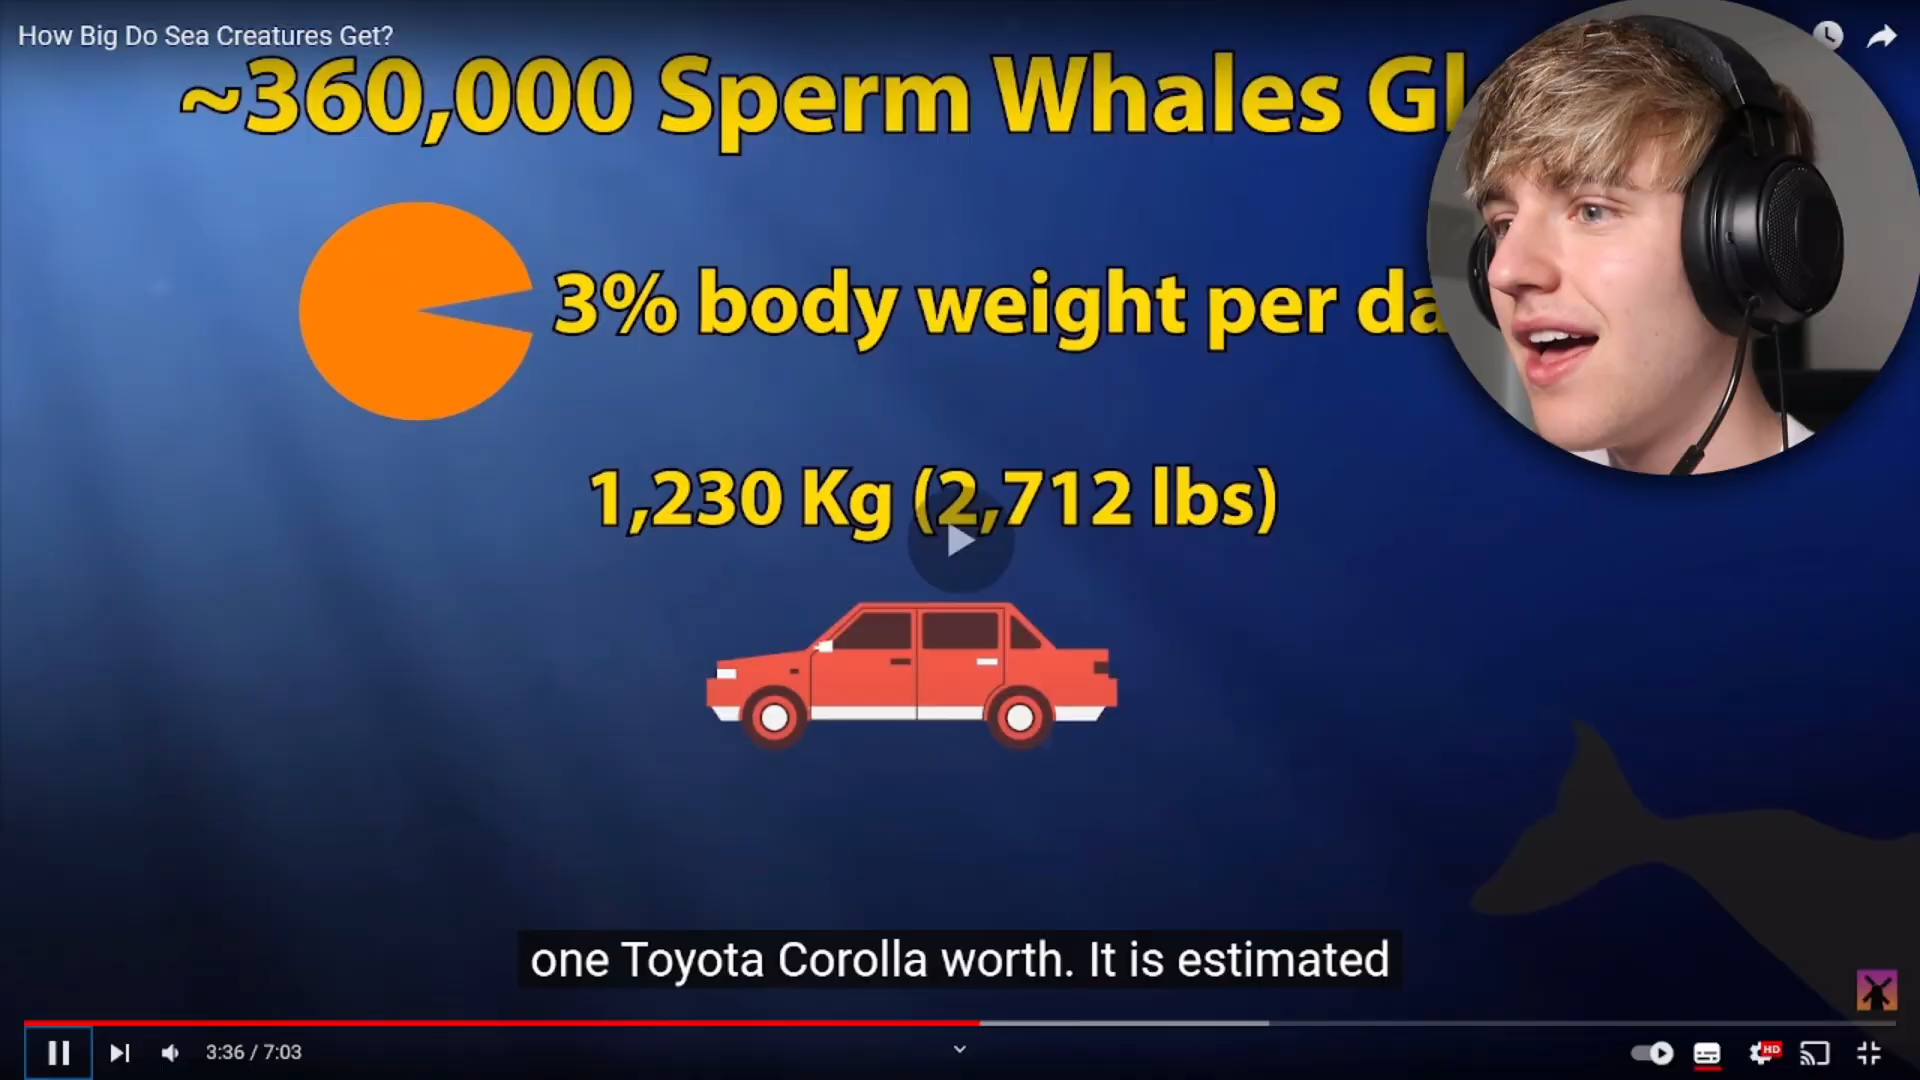 How Big Do Sea Creatures Get?
~360,000 Sperm Whales Gl
3% body weight per da
1,230 Kg (2,712 lbs)
one Toyota Corolla worth. It is estimated
3:36 / 7:03
HD